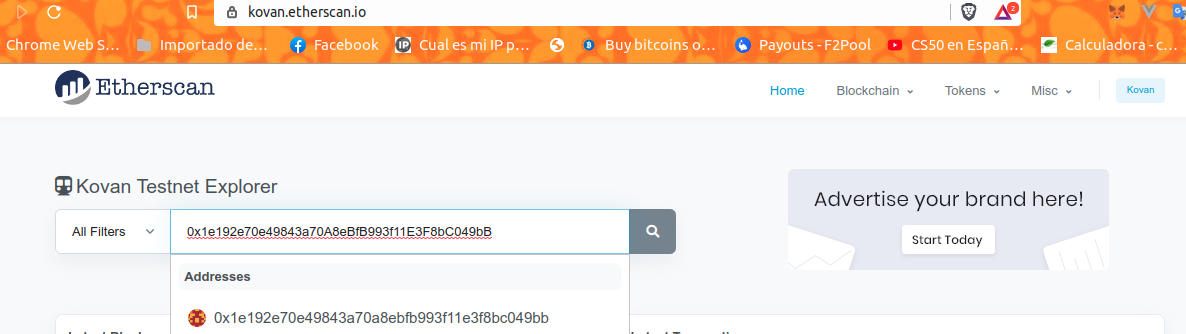 kovan.etherscan.io
2
Chrome Web S… Importado de… Facebook Cual es mi IP p… Buy bitcoins o… Payouts - F2Pool CS50 en Españ… Calculadora - c…
Etherscan Home Blockchain Tokens Misc Kovan
Kovan Testnet Explorer
Advertise your brand here!
All Filters 0x1e192e70e49843a70A8eBfB993f11E3F8bC049bB
Start Today
Addresses
0x1e192e70e49843a70a8ebfb993f11e3f8bc049bb